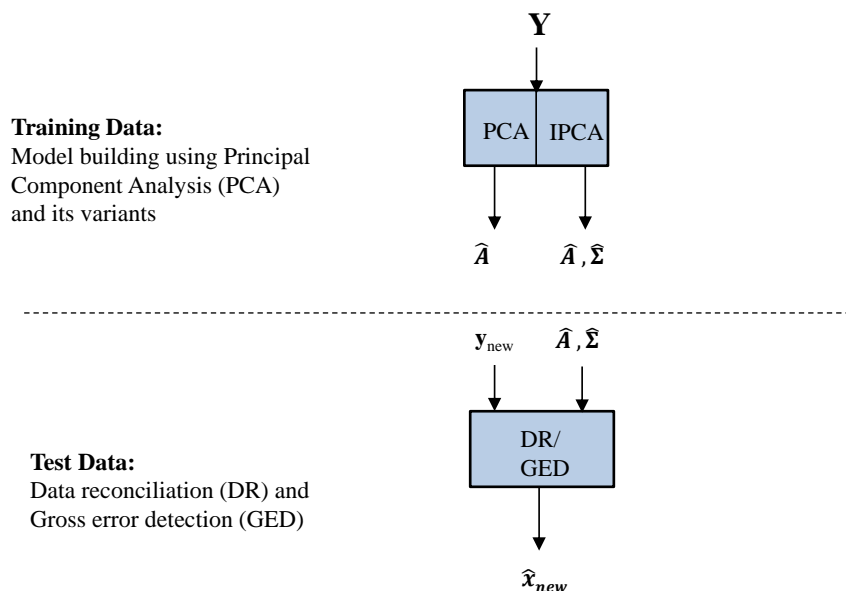 Y
PCA IPCA
Training Data:
Model building using Principal
Component Analysis (PCA)
and its variants
Â Â , Σ̂
y_new Â , Σ̂
DR/
GED
Test Data:
Data reconciliation (DR) and
Gross error detection (GED)
x̂_new